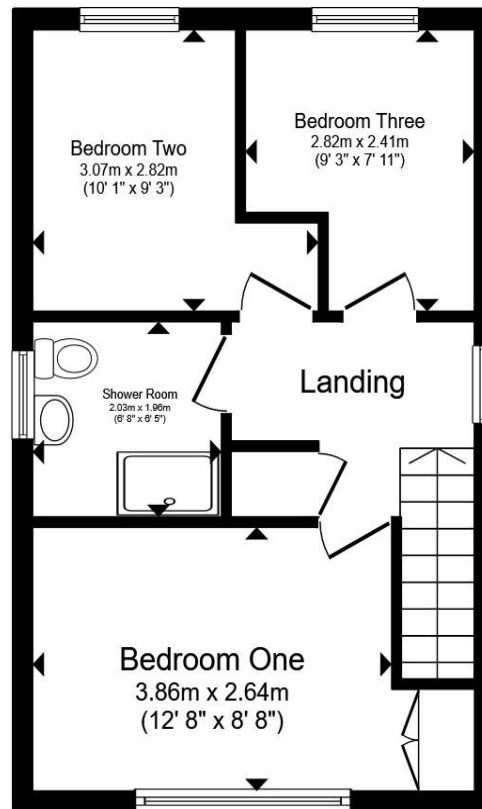 Bedroom Two
3.07m x 2.82m
(10' 1" x 9' 3")
Bedroom Three
2.82m x 2.41m
(9' 3" x 7' 11")
Shower Room
2.03m x 1.96m
(6' 8" x 6' 5")
Landing
Bedroom One
3.86m x 2.64m
(12' 8" x 8' 8")